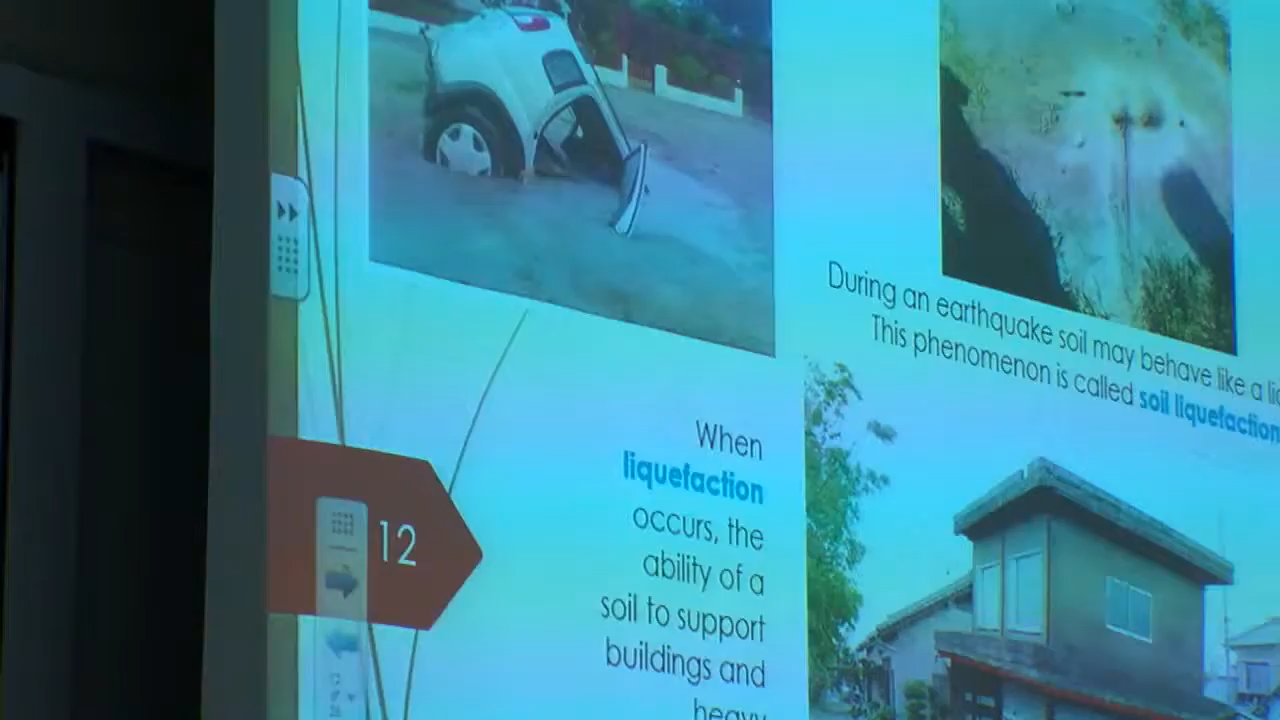 During an earthquake soil may behave like a
This phenomenon is called soil liquefaction
When
liquefaction
occurs, the
ability of a
soil to support
buildings and
heavy
12